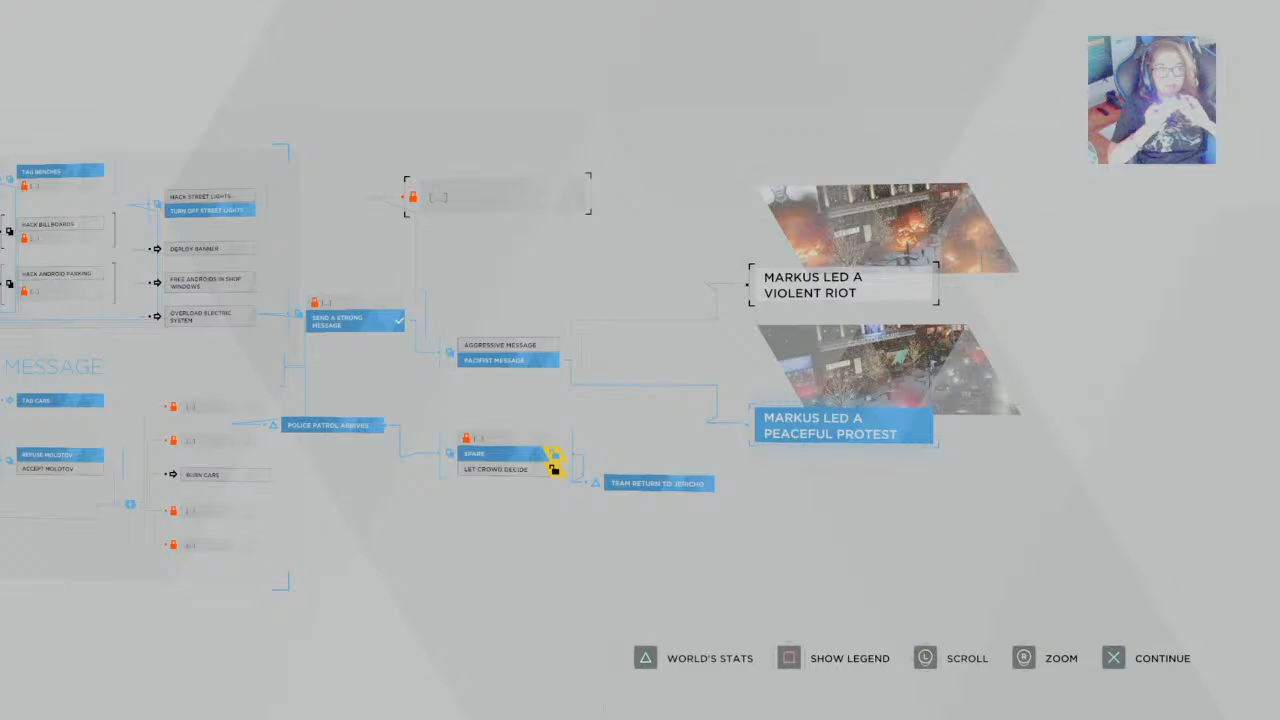 TAG BENCHES
[...]
HACK BILLBOARDS
[...]
HACK ANDROID PARKING
[...]
HACK STREET LIGHTS
TURN OFF STREET LIGHTS
DEPLOY BANNER
FREE ANDROIDS IN SHOP
WINDOWS
OVERLOAD ELECTRIC
SYSTEM
[...]
[...]
SEND A STRONG
MESSAGE
AGGRESSIVE MESSAGE
PACIFIST MESSAGE
MARKUS LED A
VIOLENT RIOT
MARKUS LED A
PEACEFUL PROTEST
MESSAGE
TAG CARS
REFUSE MOLOTOV
ACCEPT MOLOTOV
[...]
[...]
BURN CARS
[...]
[...]
POLICE PATROL ARRIVES
[...]
SPARE
LET CROWD DECIDE
TEAM RETURN TO JERICHO
WORLD'S STATS
SHOW LEGEND
L
SCROLL
R
ZOOM
CONTINUE